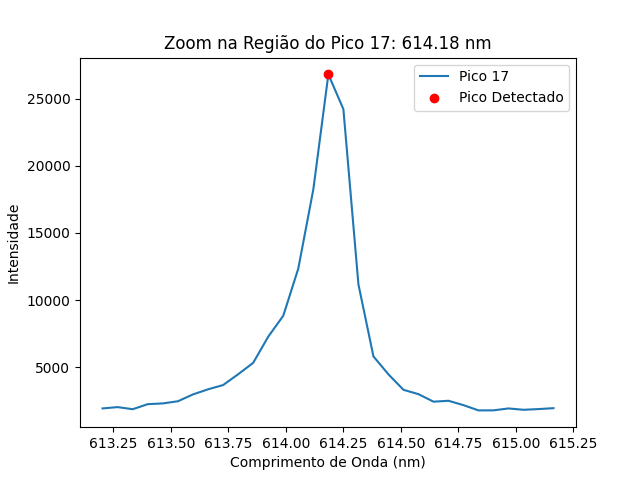 Zoom na Região do Pico 17: 614.18 nm
Pico 17
Pico Detectado
Intensidade
25000
20000
15000
10000
5000
613.25 613.50 613.75 614.00 614.25 614.50 614.75 615.00 615.25
Comprimento de Onda (nm)